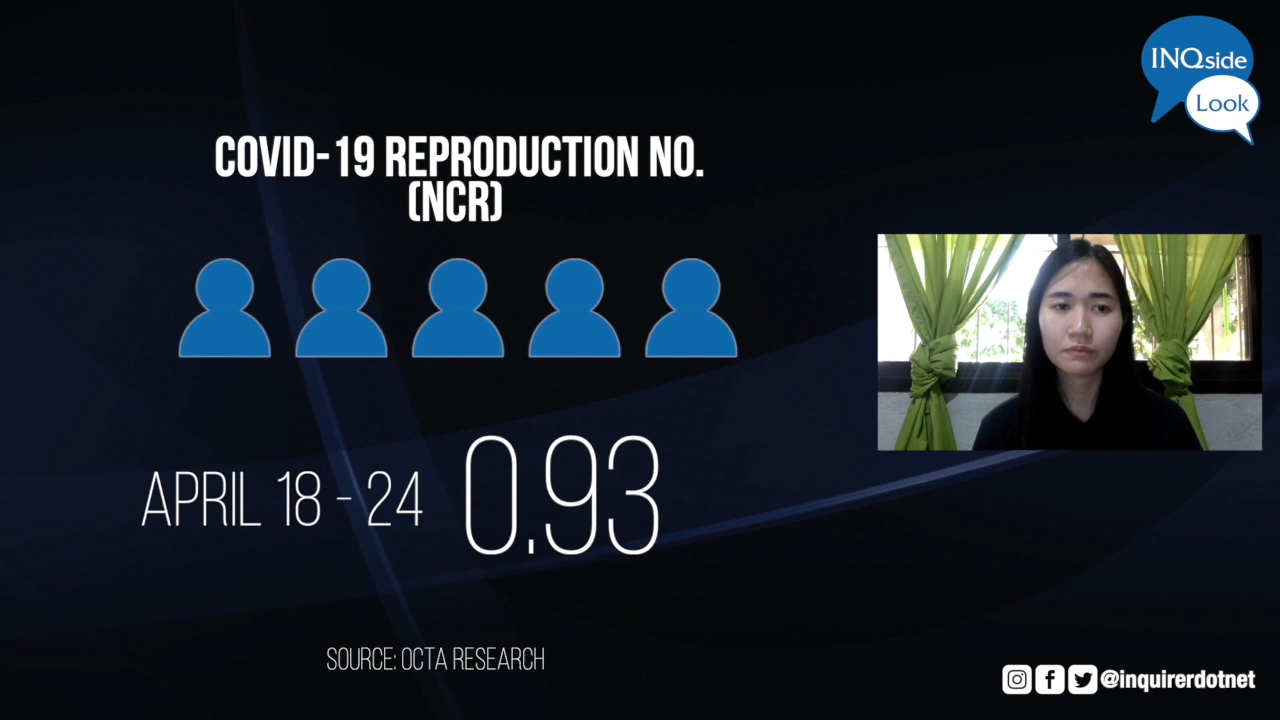 INQside
Look
COVID-19 REPRODUCTION NO.
(NCR)
APRIL 18 - 24 0.93
SOURCE: OCTA RESEARCH
@inquirerdotnet